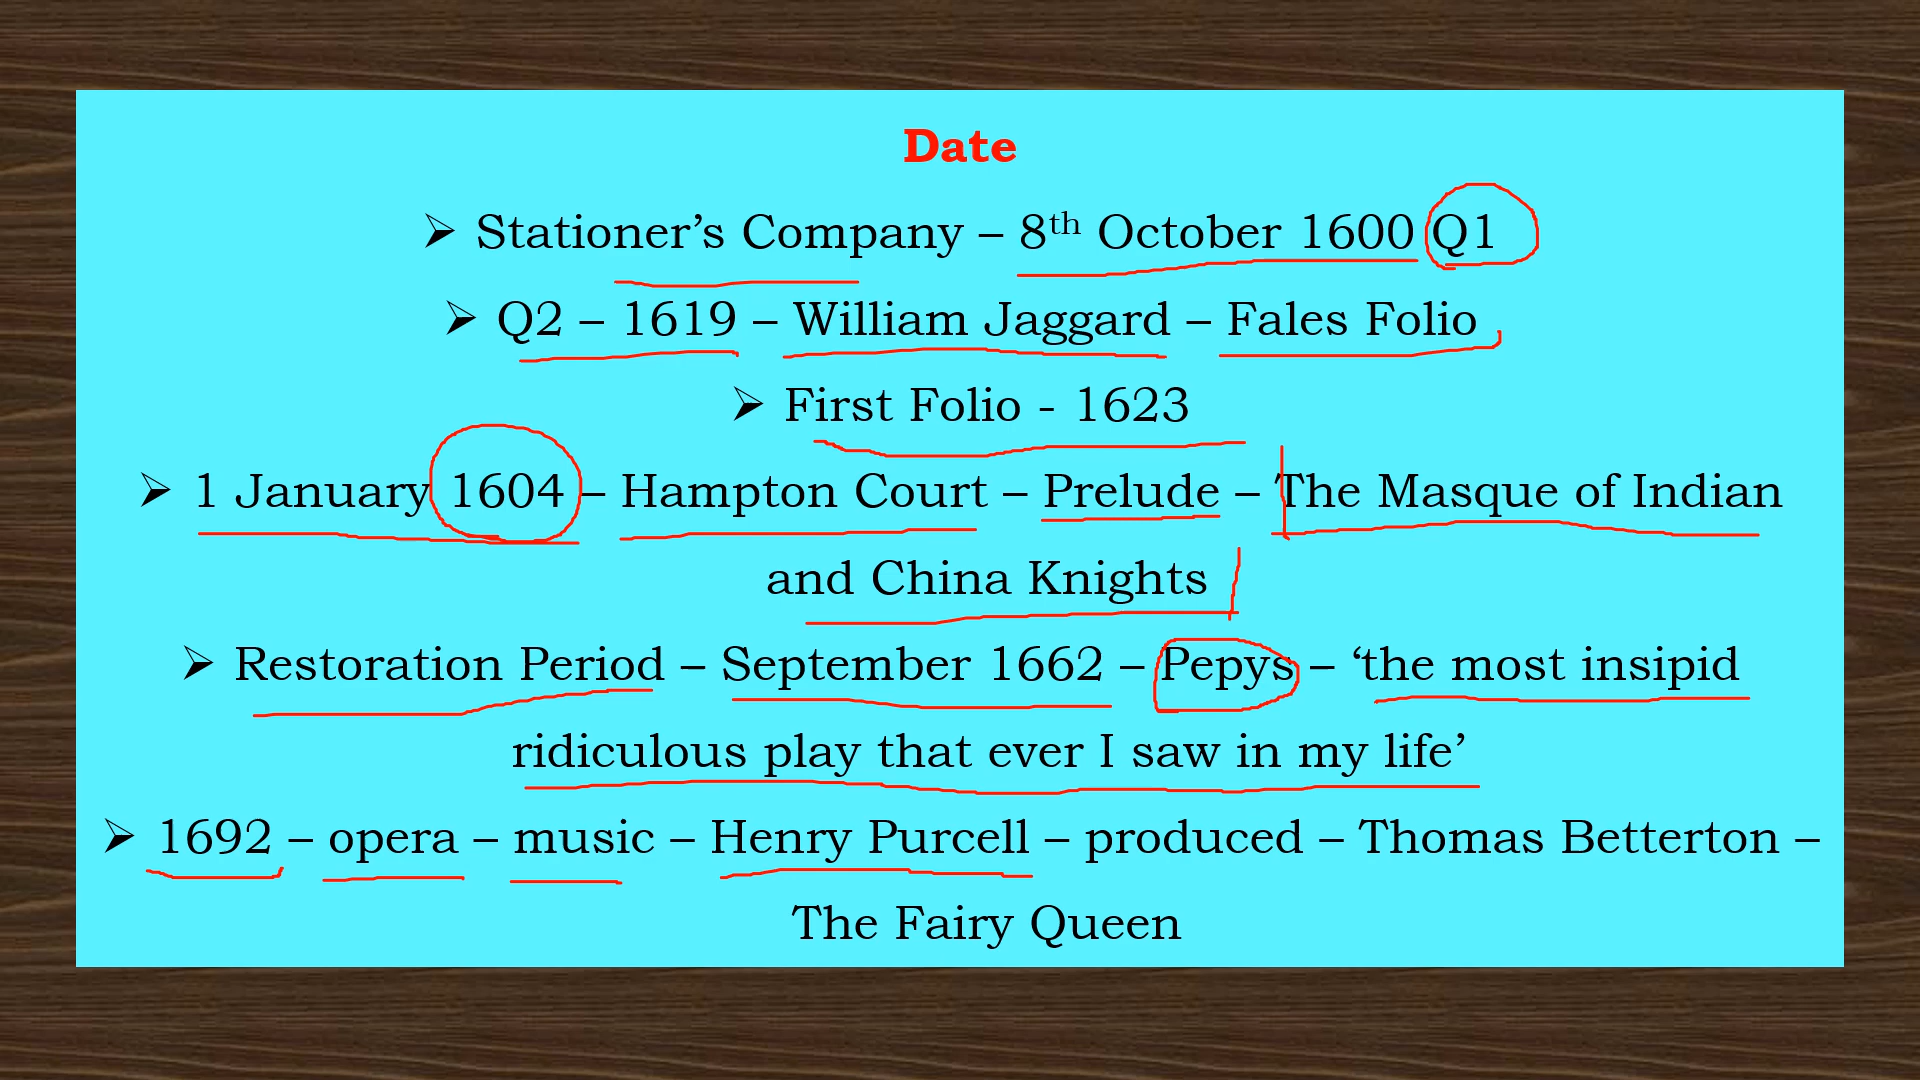 Date
➢ Stationer’s Company – 8th October 1600 Q1
➢ Q2 – 1619 – William Jaggard – Fales Folio
➢ First Folio - 1623
➢ 1 January 1604 – Hampton Court – Prelude – The Masque of Indian
and China Knights
➢ Restoration Period – September 1662 – Pepys – ‘the most insipid
ridiculous play that ever I saw in my life’
➢ 1692 – opera – music – Henry Purcell – produced – Thomas Betterton –
The Fairy Queen